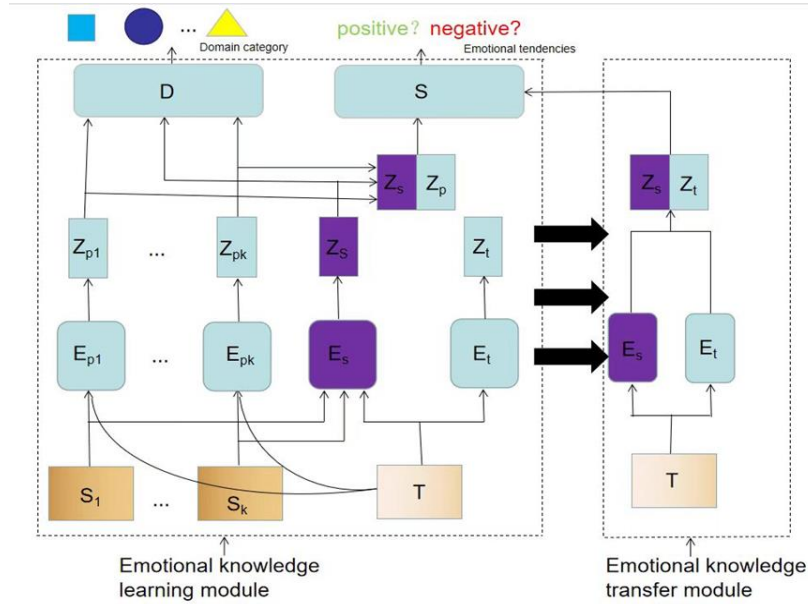 ...
Domain category
positive? negative?
Emotional tendencies
D
S
Zs Zp
Zs Zt
Zp1
...
Zpk
ZS
Zt
Ep1
...
Epk
Es
Et
Es
Et
S1
...
Sk
T
T
Emotional knowledge
learning module
Emotional knowledge
transfer module